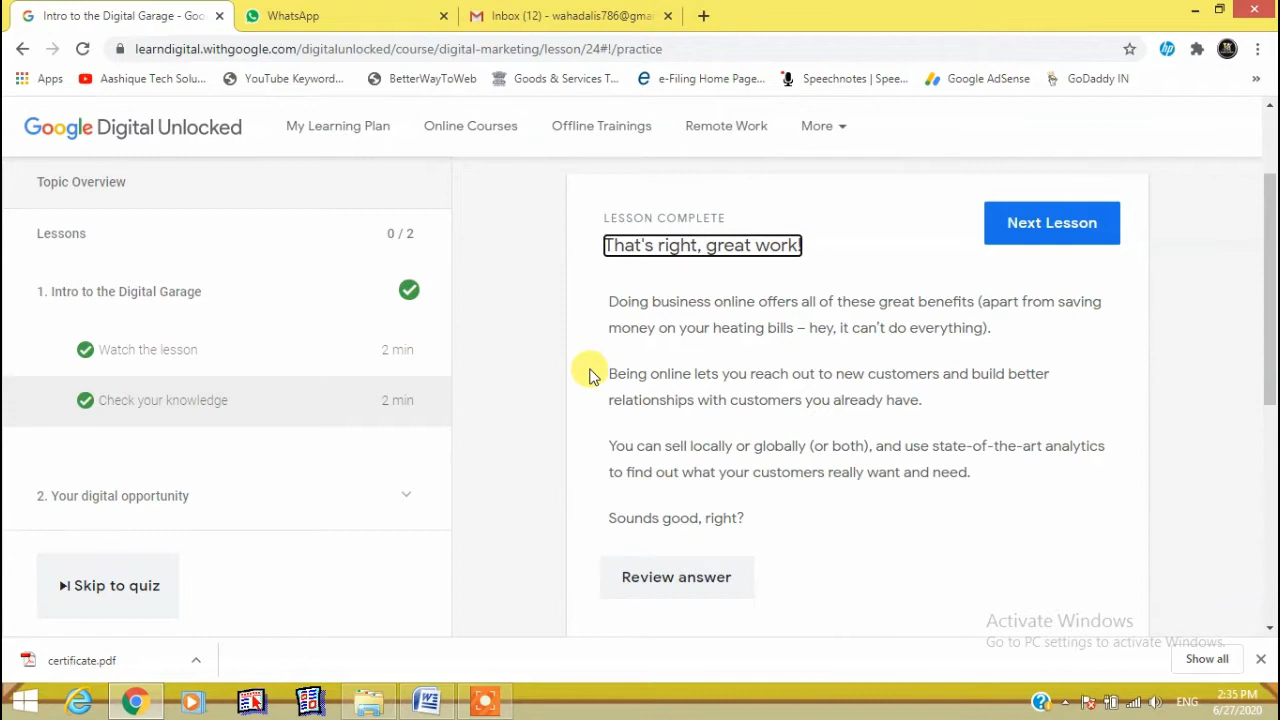 Intro to the Digital Garage - Goo
WhatsApp
Inbox (12) - wahadalis786@gma
learndigital.withgoogle.com/digitalunlocked/course/digital-marketing/lesson/24#!/practice
Apps
Aashique Tech Solu...
YouTube Keyword...
BetterWayToWeb
Goods & Services T...
e-Filing Home Page...
Speechnotes | Spee...
Google AdSense
GoDaddy IN
»
Google Digital Unlocked
My Learning Plan
Online Courses
Offline Trainings
Remote Work
More
Topic Overview
Lessons
0 / 2
1. Intro to the Digital Garage
Watch the lesson
2 min
Check your knowledge
2 min
2. Your digital opportunity
Skip to quiz
LESSON COMPLETE
That's right, great work!
Next Lesson
Doing business online offers all of these great benefits (apart from saving
money on your heating bills – hey, it can't do everything).
Being online lets you reach out to new customers and build better
relationships with customers you already have.
You can sell locally or globally (or both), and use state-of-the-art analytics
to find out what your customers really want and need.
Sounds good, right?
Review answer
Activate Windows
Go to PC settings to activate Windows.
certificate.pdf
Show all
ENG
2:35 PM
6/27/2020